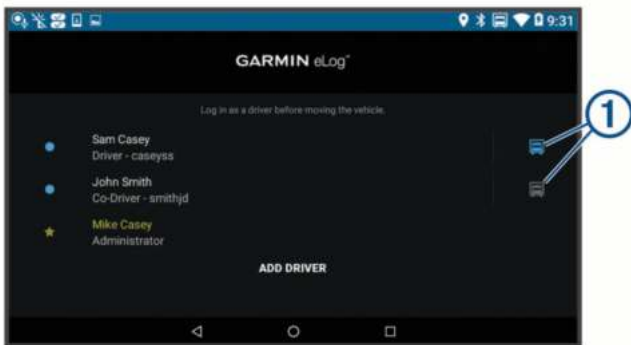 9:31
GARMIN eLog™
Log in as a driver before moving the vehicle.
Sam Casey
Driver - caseyss
John Smith
Co-Driver - smithjd
Mike Casey
Administrator
ADD DRIVER
1